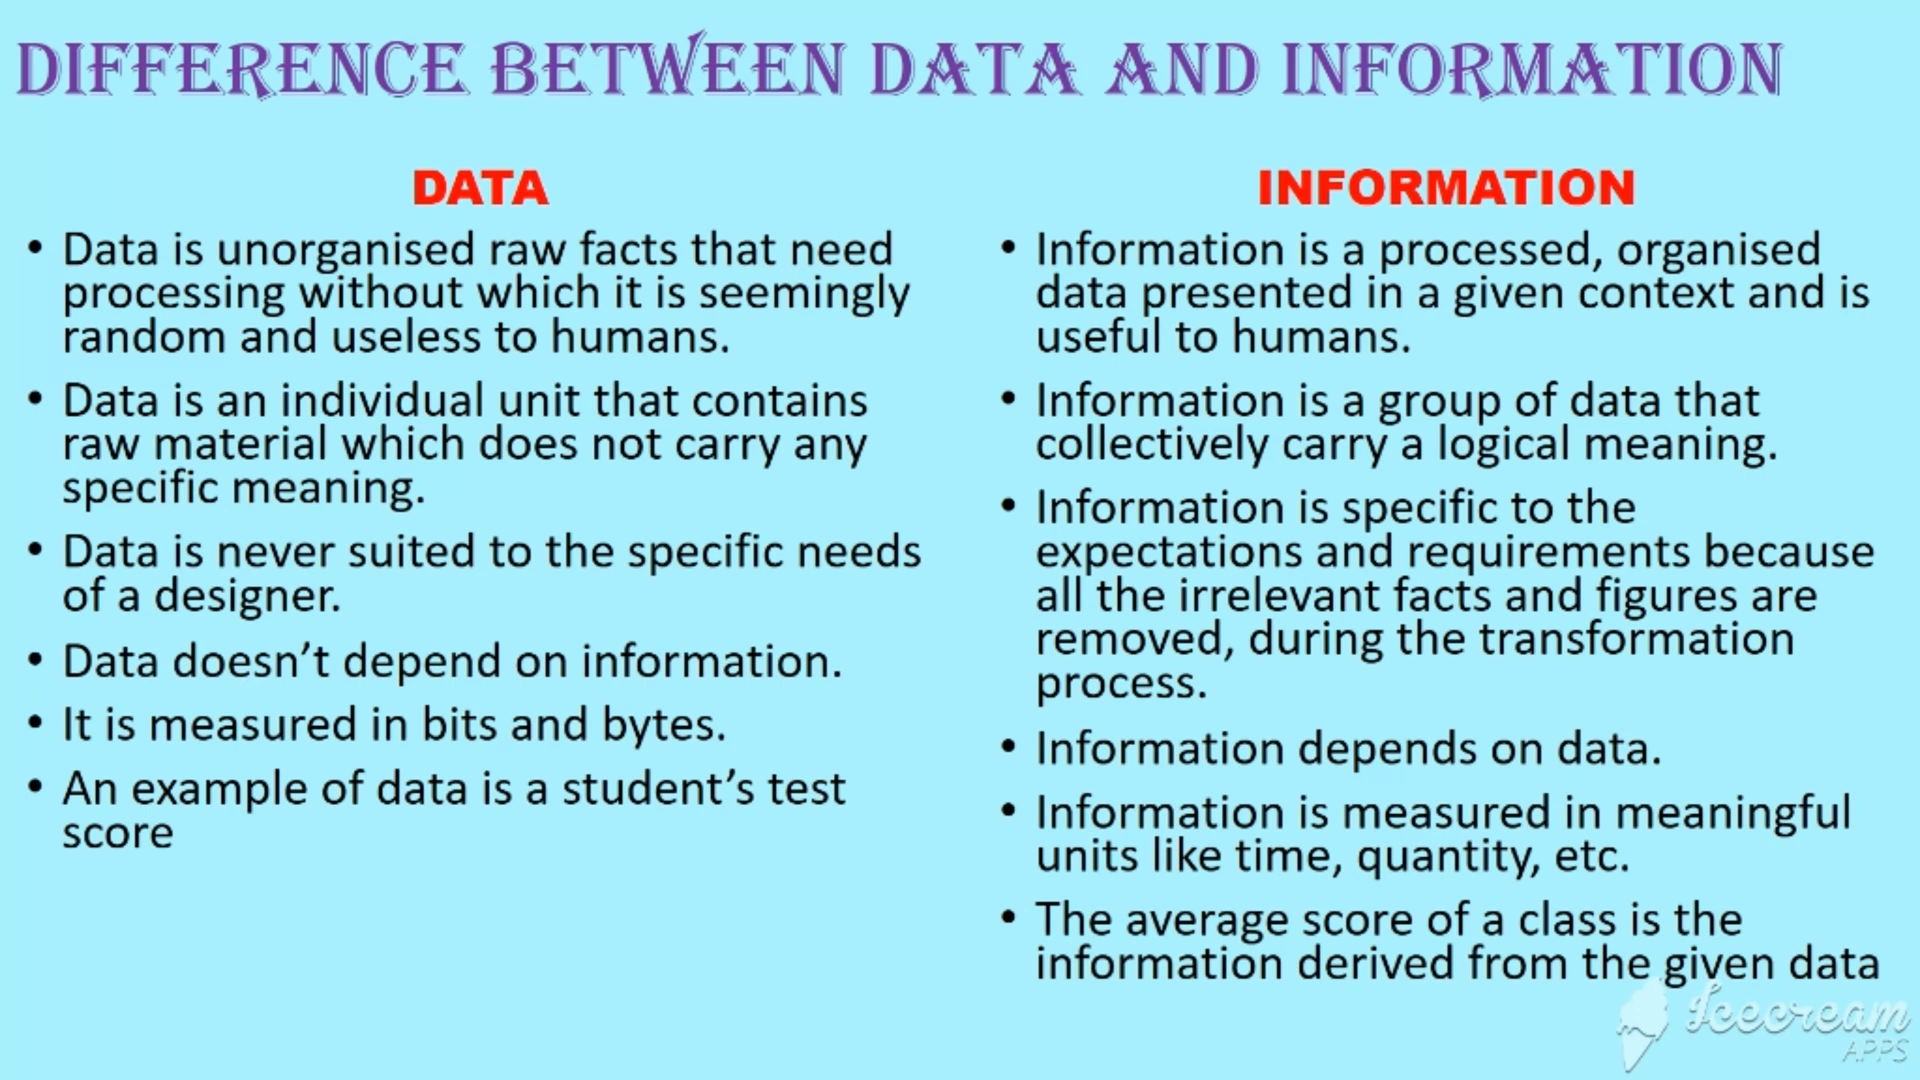 DIFFERENCE BETWEEN DATA AND INFORMATION
DATA
• Data is unorganised raw facts that need
processing without which it is seemingly
random and useless to humans.
• Data is an individual unit that contains
raw material which does not carry any
specific meaning.
• Data is never suited to the specific needs
of a designer.
• Data doesn’t depend on information.
• It is measured in bits and bytes.
• An example of data is a student’s test
score
INFORMATION
• Information is a processed, organised
data presented in a given context and is
useful to humans.
• Information is a group of data that
collectively carry a logical meaning.
• Information is specific to the
expectations and requirements because
all the irrelevant facts and figures are
removed, during the transformation
process.
• Information depends on data.
• Information is measured in meaningful
units like time, quantity, etc.
• The average score of a class is the
information derived from the given data
Icecream
APPS